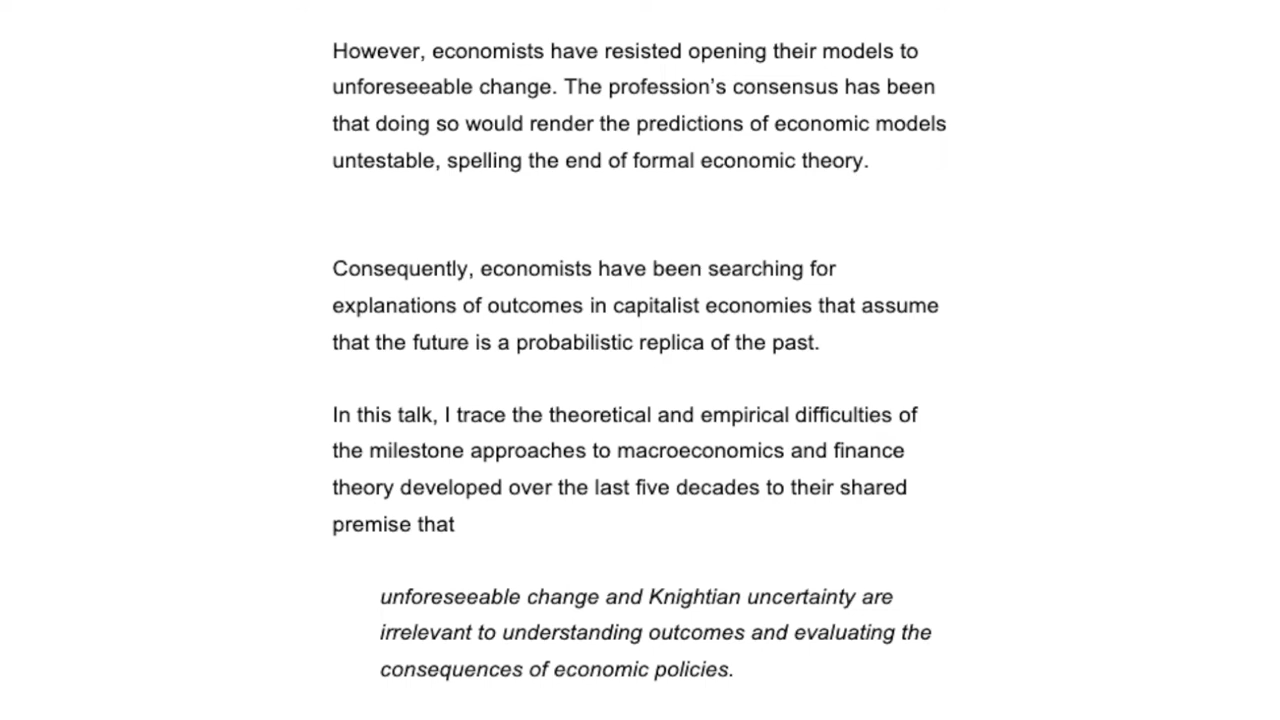 However, economists have resisted opening their models to
unforeseeable change. The profession’s consensus has been
that doing so would render the predictions of economic models
untestable, spelling the end of formal economic theory.
Consequently, economists have been searching for
explanations of outcomes in capitalist economies that assume
that the future is a probabilistic replica of the past.
In this talk, I trace the theoretical and empirical difficulties of
the milestone approaches to macroeconomics and finance
theory developed over the last five decades to their shared
premise that
unforeseeable change and Knightian uncertainty are
irrelevant to understanding outcomes and evaluating the
consequences of economic policies.